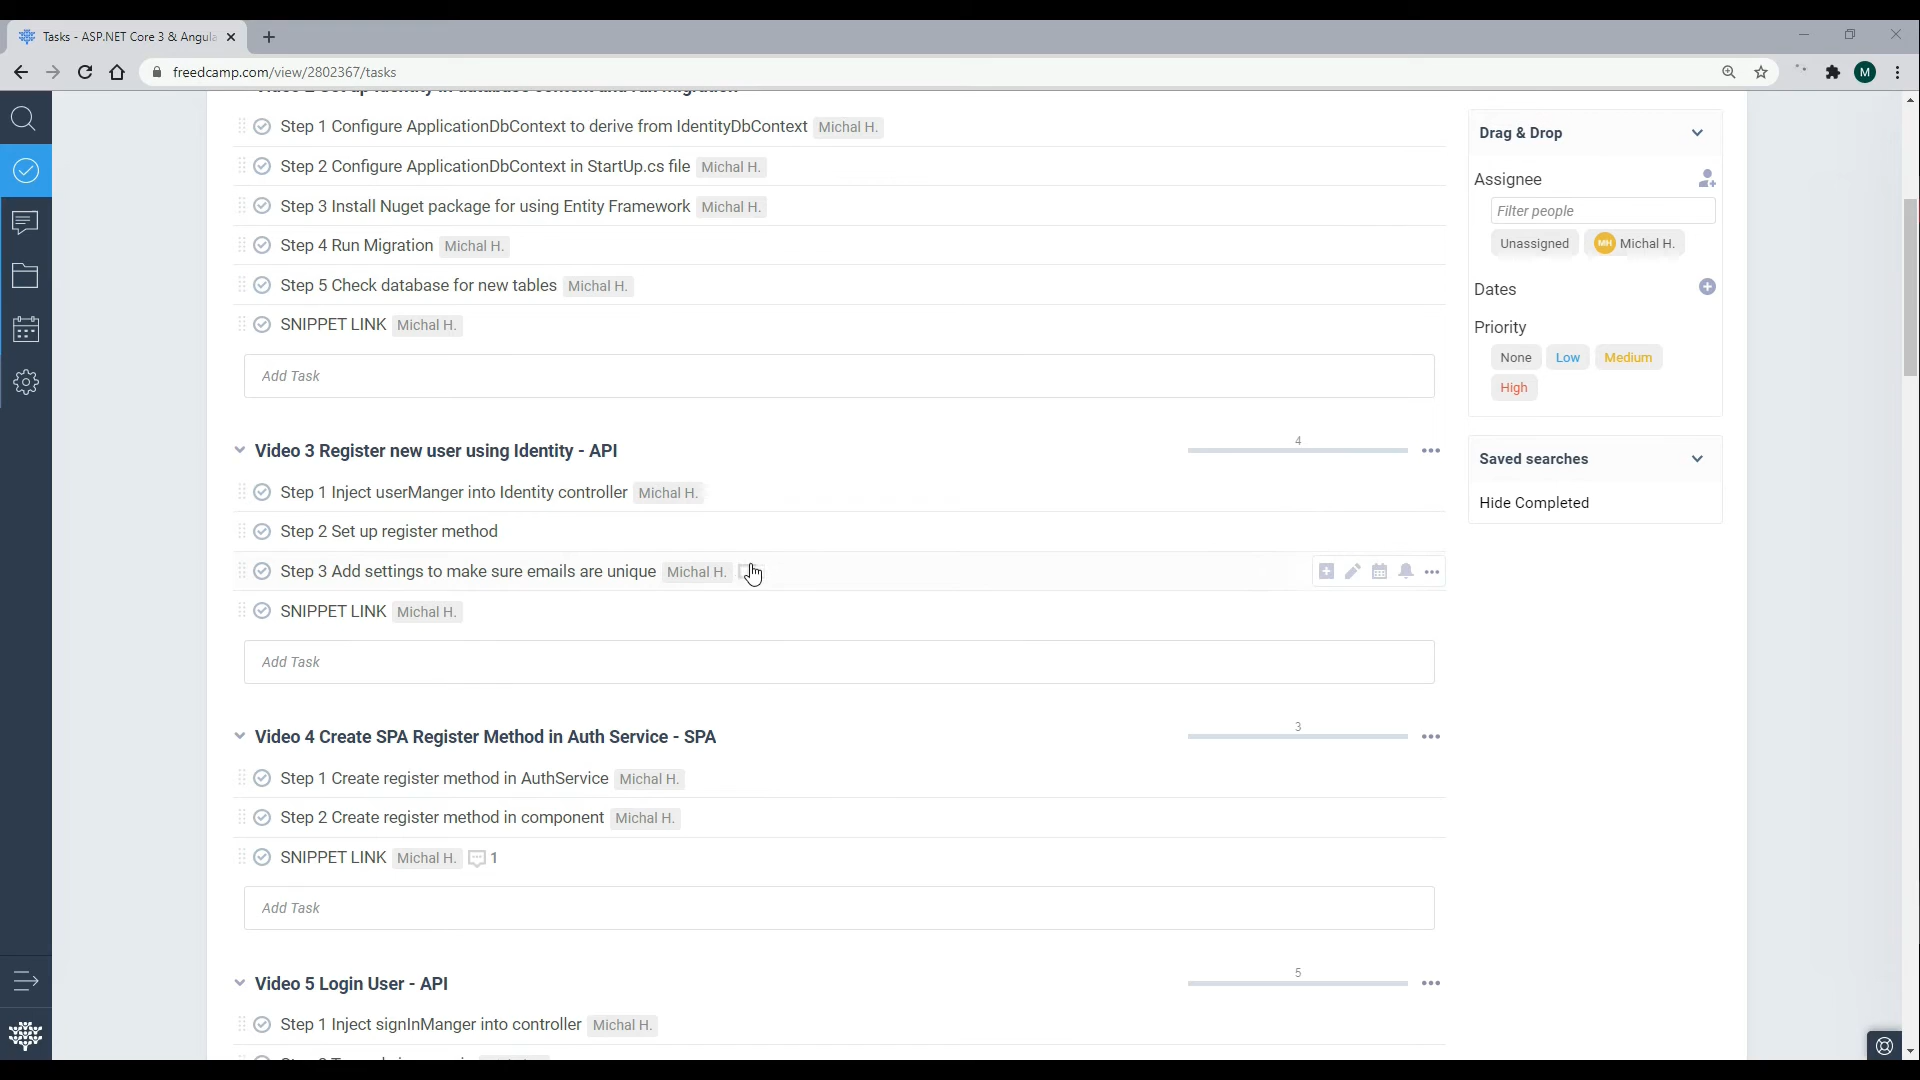 Tasks - ASP.NET Core 3 & Angula
freedcamp.com/view/2802367/tasks
M
Video 2 Set up Identity in database context and run migration
Step 1 Configure ApplicationDbContext to derive from IdentityDbContext Michal H.
Step 2 Configure ApplicationDbContext in StartUp.cs file Michal H.
Step 3 Install Nuget package for using Entity Framework Michal H.
Step 4 Run Migration Michal H.
Step 5 Check database for new tables Michal H.
SNIPPET LINK Michal H.
Add Task
Video 3 Register new user using Identity - API 4
Step 1 Inject userManger into Identity controller Michal H.
Step 2 Set up register method
Step 3 Add settings to make sure emails are unique Michal H.
SNIPPET LINK Michal H.
Add Task
Video 4 Create SPA Register Method in Auth Service - SPA 3
Step 1 Create register method in AuthService Michal H.
Step 2 Create register method in component Michal H.
SNIPPET LINK Michal H. 1
Add Task
Video 5 Login User - API 5
Step 1 Inject signInManger into controller Michal H.
Drag & Drop
Assignee
Filter people
Unassigned MH Michal H.
Dates
Priority
None Low Medium
High
Saved searches
Hide Completed